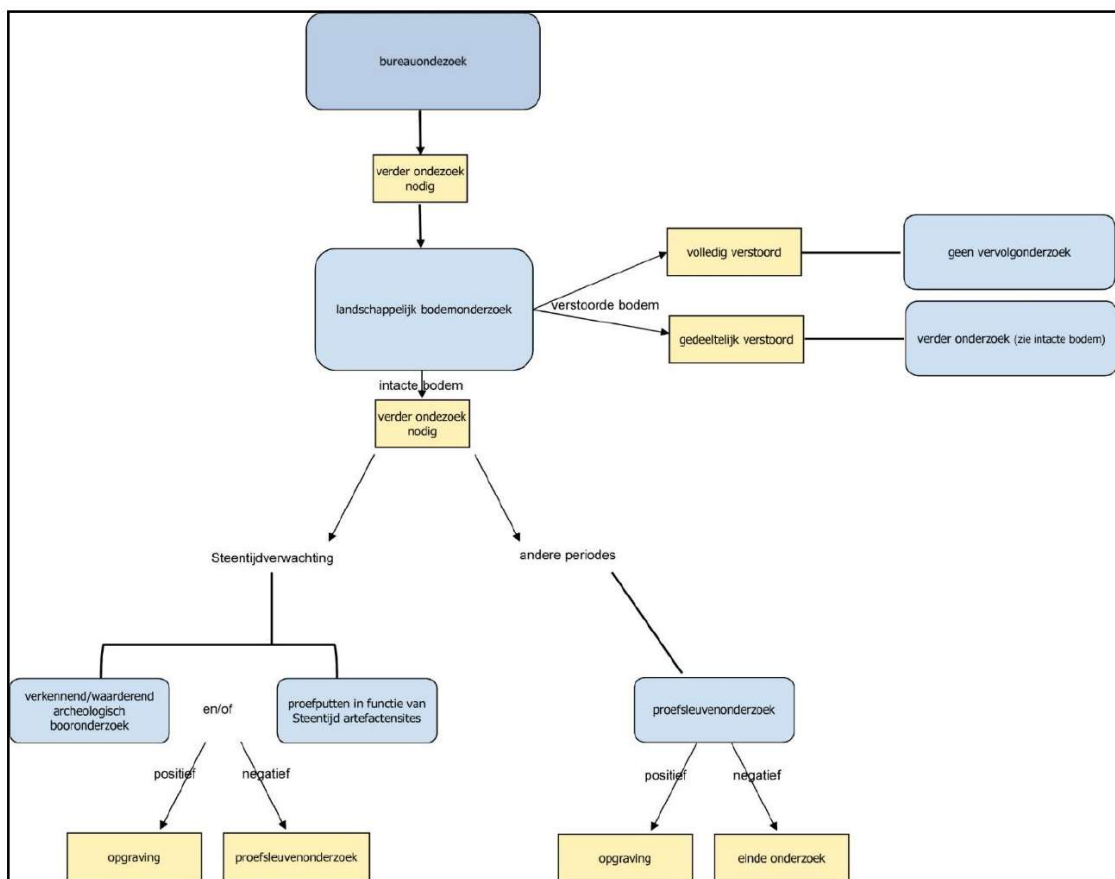 bureauondezoek
verder ondezoek
nodig
landschappelijk bodemonderzoek
verstoorde bodem
volledig verstoord
geen vervolgonderzoek
gedeeltelijk verstoord
verder onderzoek (zie intacte bodem)
intacte bodem
verder ondezoek
nodig
Steentijdverwachting
andere periodes
verkennend/waarderend
archeologisch
booronderzoek
en/of
proefputten in functie van
Steentijd artefactensites
proefsleuvenonderzoek
positief
negatief
positief
negatief
opgraving
proefsleuvenonderzoek
opgraving
einde onderzoek